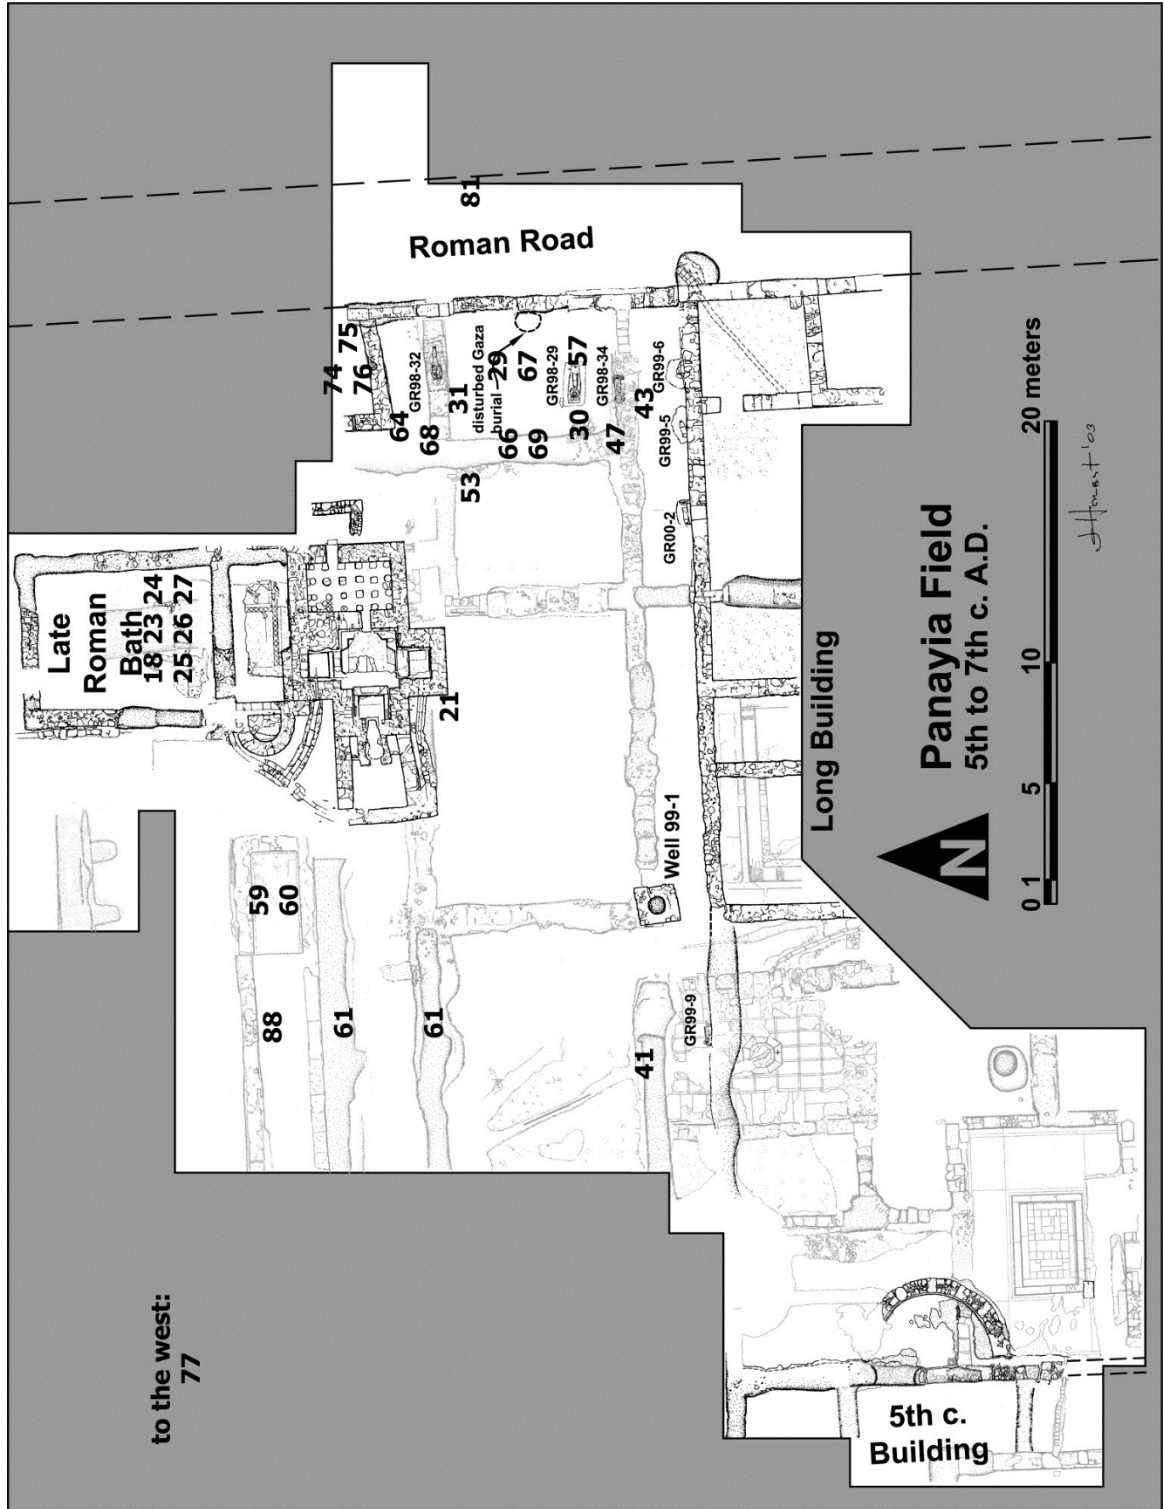 Late
Roman
Bath
18 23 24
25 26 27
to the west:
77
59
60
88
61
61
21
41
74
75
76
64
68
GR98-32
31
53
disturbed Gaza
burial
29
66
67
69
GR98-29
57
30
GR98-34
47
43
GR99-6
GR99-5
GR00-2
81
Roman Road
Well 99-1
GR99-9
Long Building
5th c.
Building
Panayia Field
5th to 7th c. A.D.
N
0 1 5 10 20 meters
JHerbst '03